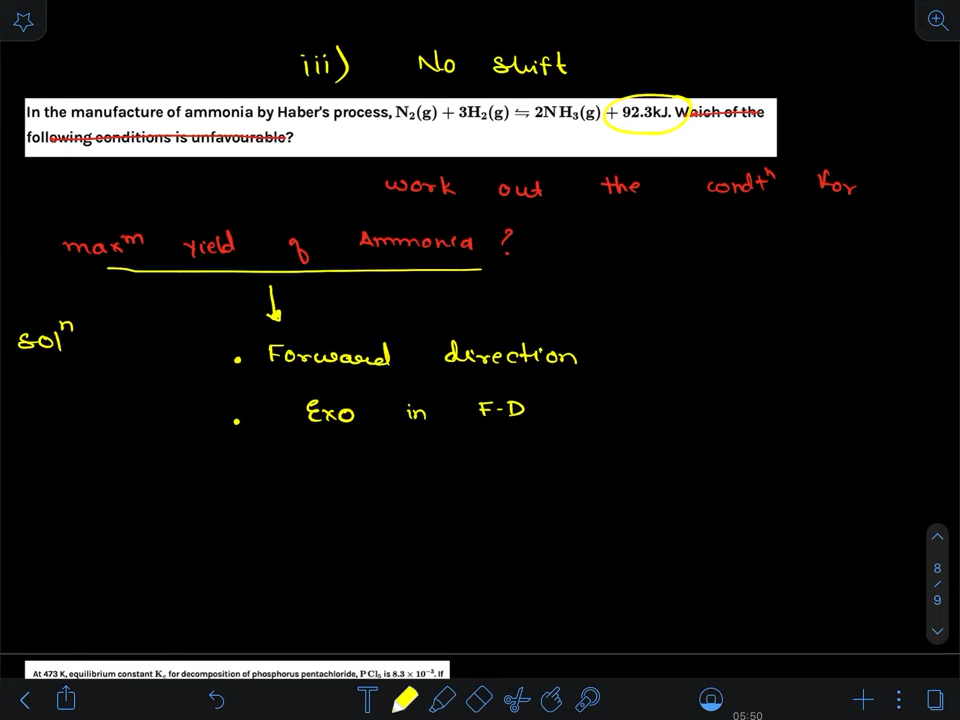 iii) No shift
In the manufacture of ammonia by Haber's process, N₂(g) + 3H₂(g) ⇋ 2NH₃(g) + 92.3kJ. Which of the
following conditions is unfavourable?
work out the condtⁿ for
maxᵐ yield of Ammonia ?
solⁿ
• Forward direction
• Exo in F-D
8
/
9
At 473 K, equilibrium constant K꜀ for decomposition of phosphorus pentachloride, PCl₅ is 8.3 × 10⁻³. If
T
05:50